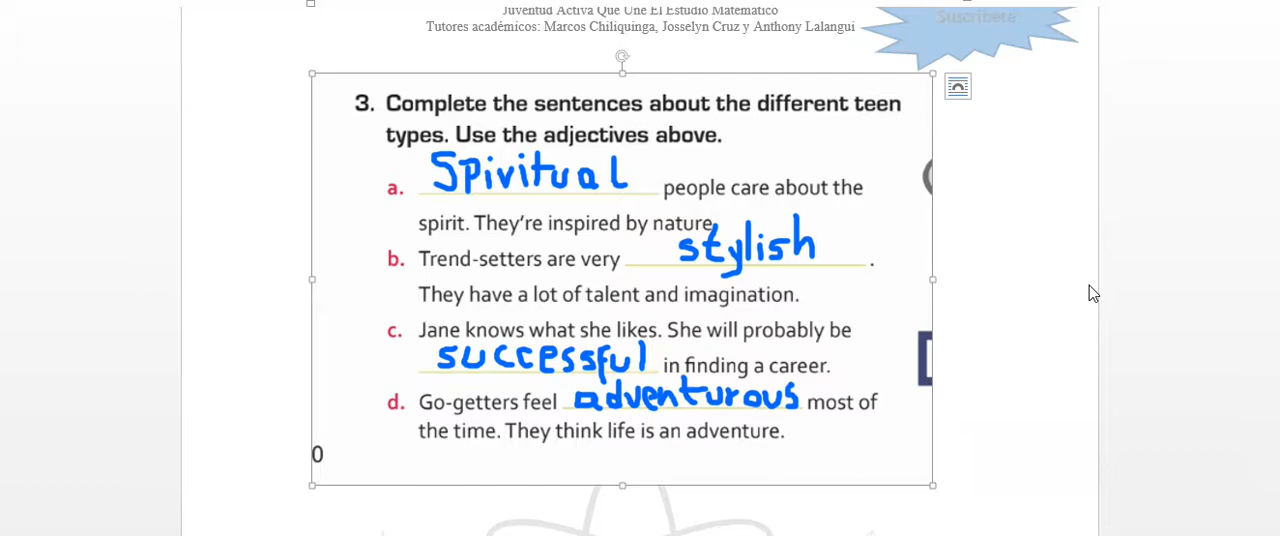 Juventud Activa Que Une El Estudio Matemático
Tutores académicos: Marcos Chiliquinga, Josselyn Cruz y Anthony Lalangui
Suscríbete
3. Complete the sentences about the different teen
types. Use the adjectives above.
a. Spiritual people care about the
spirit. They're inspired by nature.
b. Trend-setters are very stylish .
They have a lot of talent and imagination.
c. Jane knows what she likes. She will probably be
successful in finding a career.
d. Go-getters feel adventurous most of
the time. They think life is an adventure.
0